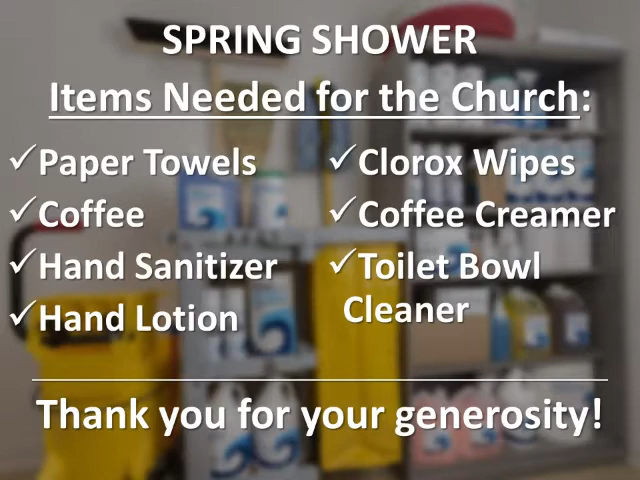 SPRING SHOWER
Items Needed for the Church:
✓Paper Towels
✓Coffee
✓Hand Sanitizer
✓Hand Lotion
✓Clorox Wipes
✓Coffee Creamer
✓Toilet Bowl
Cleaner
Thank you for your generosity!